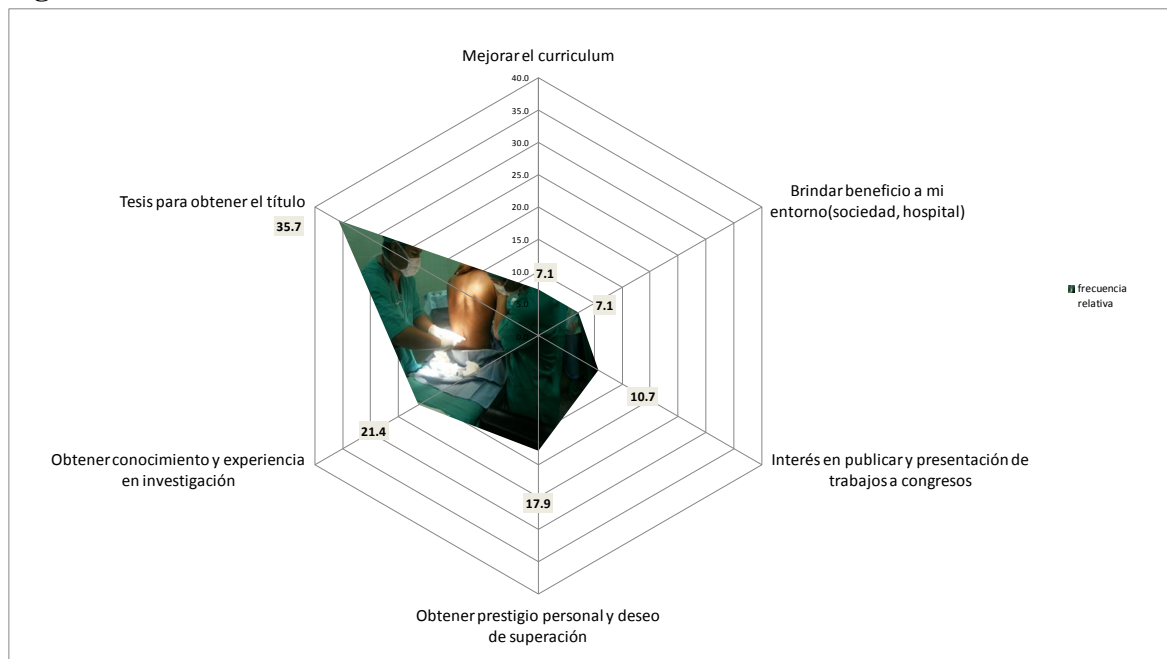 Mejorar el curriculum
40.0
35.0
30.0
25.0
20.0
15.0
10.0
5.0
7.1
Brindar beneficio a mi
entorno(sociedad, hospital)
7.1
10.7
Interés en publicar y presentación de
trabajos a congresos
17.9
Obtener prestigio personal y deseo
de superación
21.4
Obtener conocimiento y experiencia
en investigación
Tesis para obtener el título
35.7
frecuencia
relativa